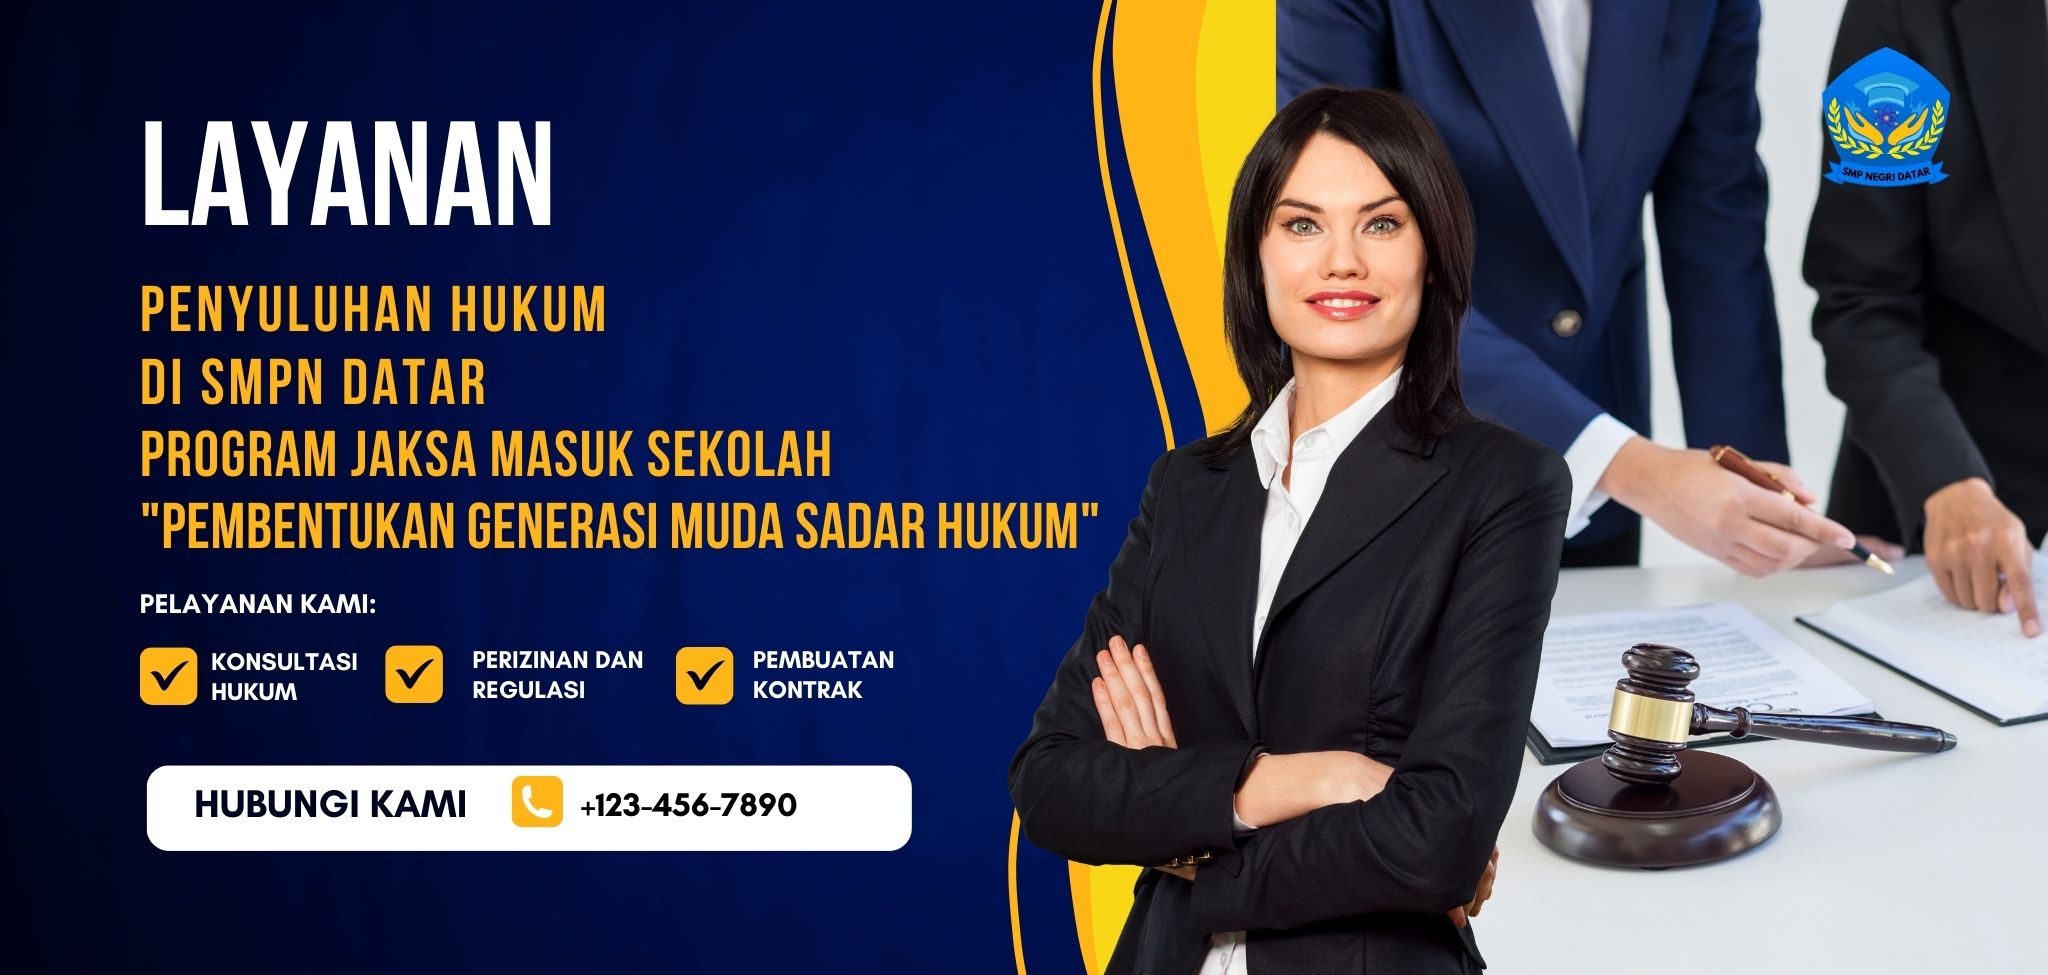 LAYANAN
PENYULUHAN HUKUM
DI SMPN DATAR
PROGRAM JAKSA MASUK SEKOLAH
"PEMBENTUKAN GENERASI MUDA SADAR HUKUM"
PELAYANAN KAMI:
KONSULTASI
HUKUM
PERIZINAN DAN
REGULASI
PEMBUATAN
KONTRAK
HUBUNGI KAMI
+123-456-7890
SMP NEGRI DATAR